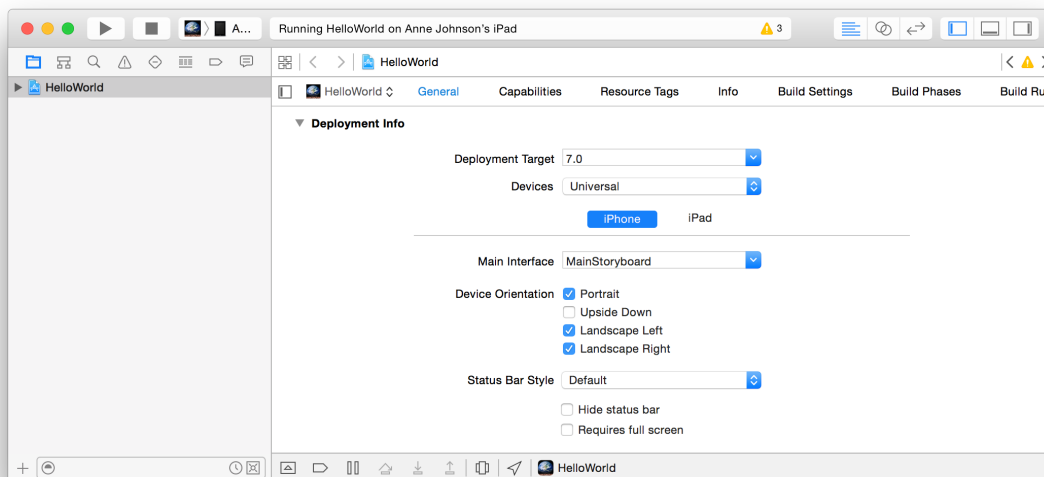 A... Running HelloWorld on Anne Johnson's iPad 3
HelloWorld
HelloWorld
HelloWorld General Capabilities Resource Tags Info Build Settings Build Phases Build Ru
Deployment Info
Deployment Target 7.0
Devices Universal
iPhone iPad
Main Interface MainStoryboard
Device Orientation Portrait
Upside Down
Landscape Left
Landscape Right
Status Bar Style Default
Hide status bar
Requires full screen
HelloWorld